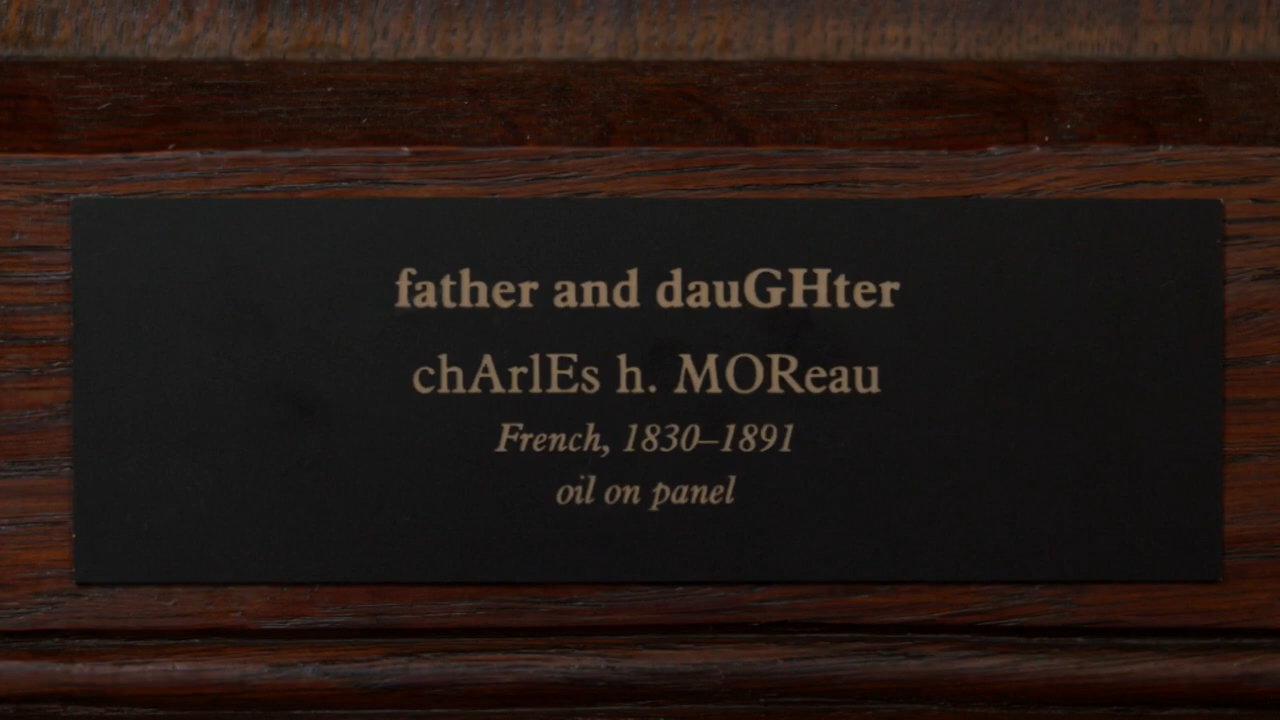 father and dauGHter
chArlEs h. MOReau
French, 1830–1891
oil on panel